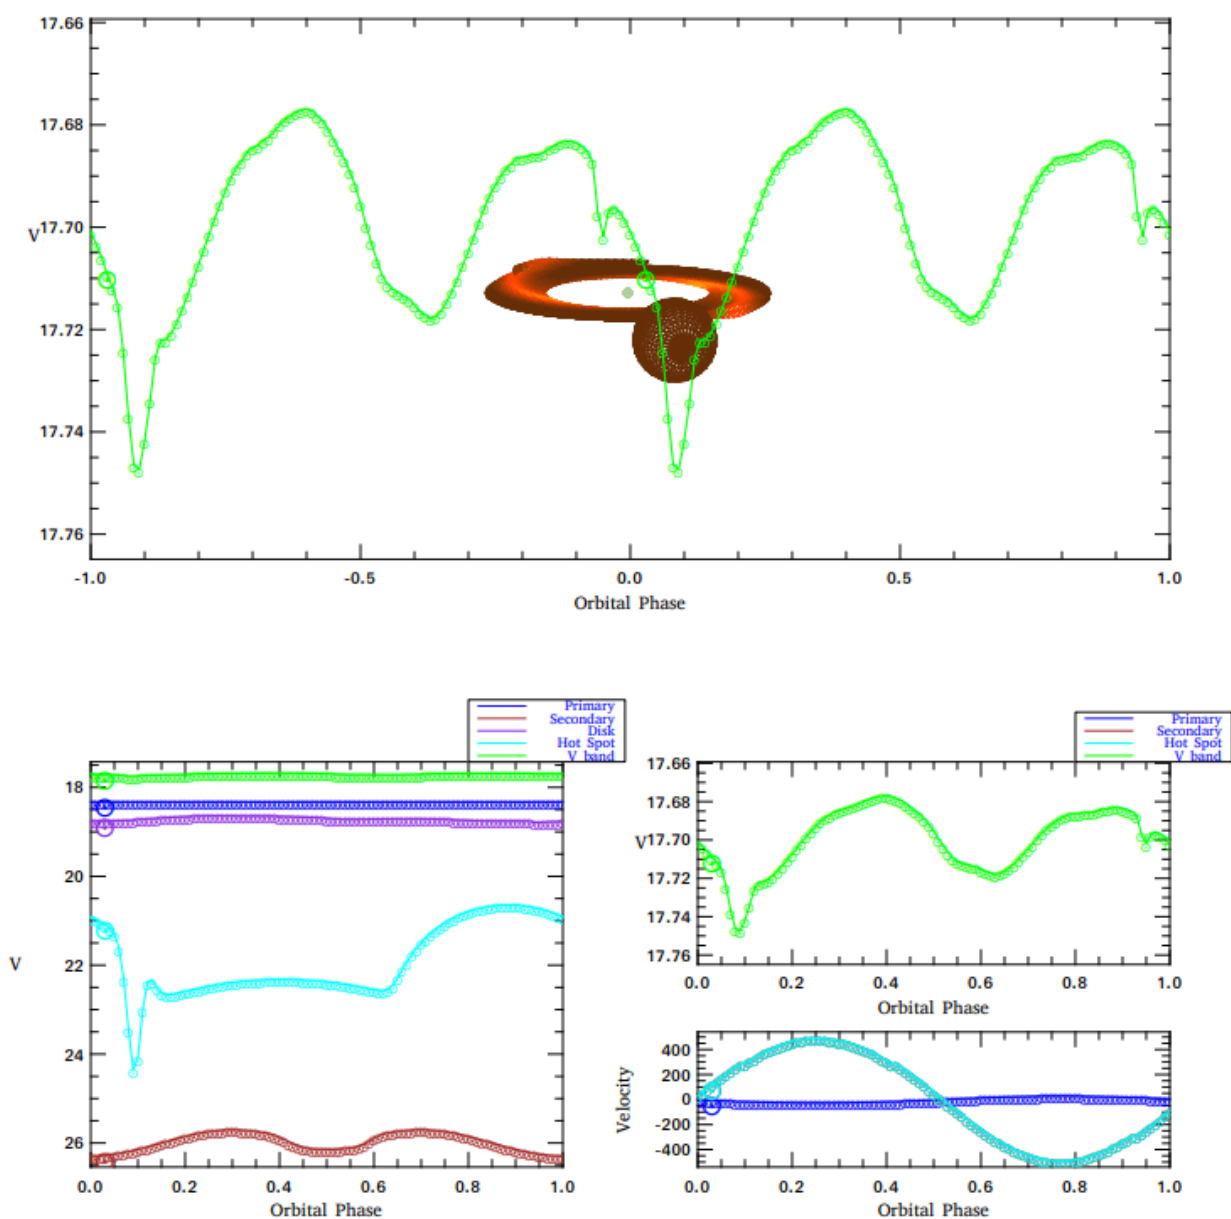 17.66
17.68
17.70
V
17.72
17.74
17.76
-1.0 -0.5 0.0 0.5 1.0
Orbital Phase
Primary
Secondary
Disk
Hot Spot
V band
18
20
22
V
24
26
0.0 0.2 0.4 0.6 0.8 1.0
Orbital Phase
Primary
Secondary
Hot Spot
V band
17.66
17.68
17.70
V
17.72
17.74
17.76
0.0 0.2 0.4 0.6 0.8 1.0
Orbital Phase
400
200
0
-200
-400
Velocity
0.0 0.2 0.4 0.6 0.8 1.0
Orbital Phase